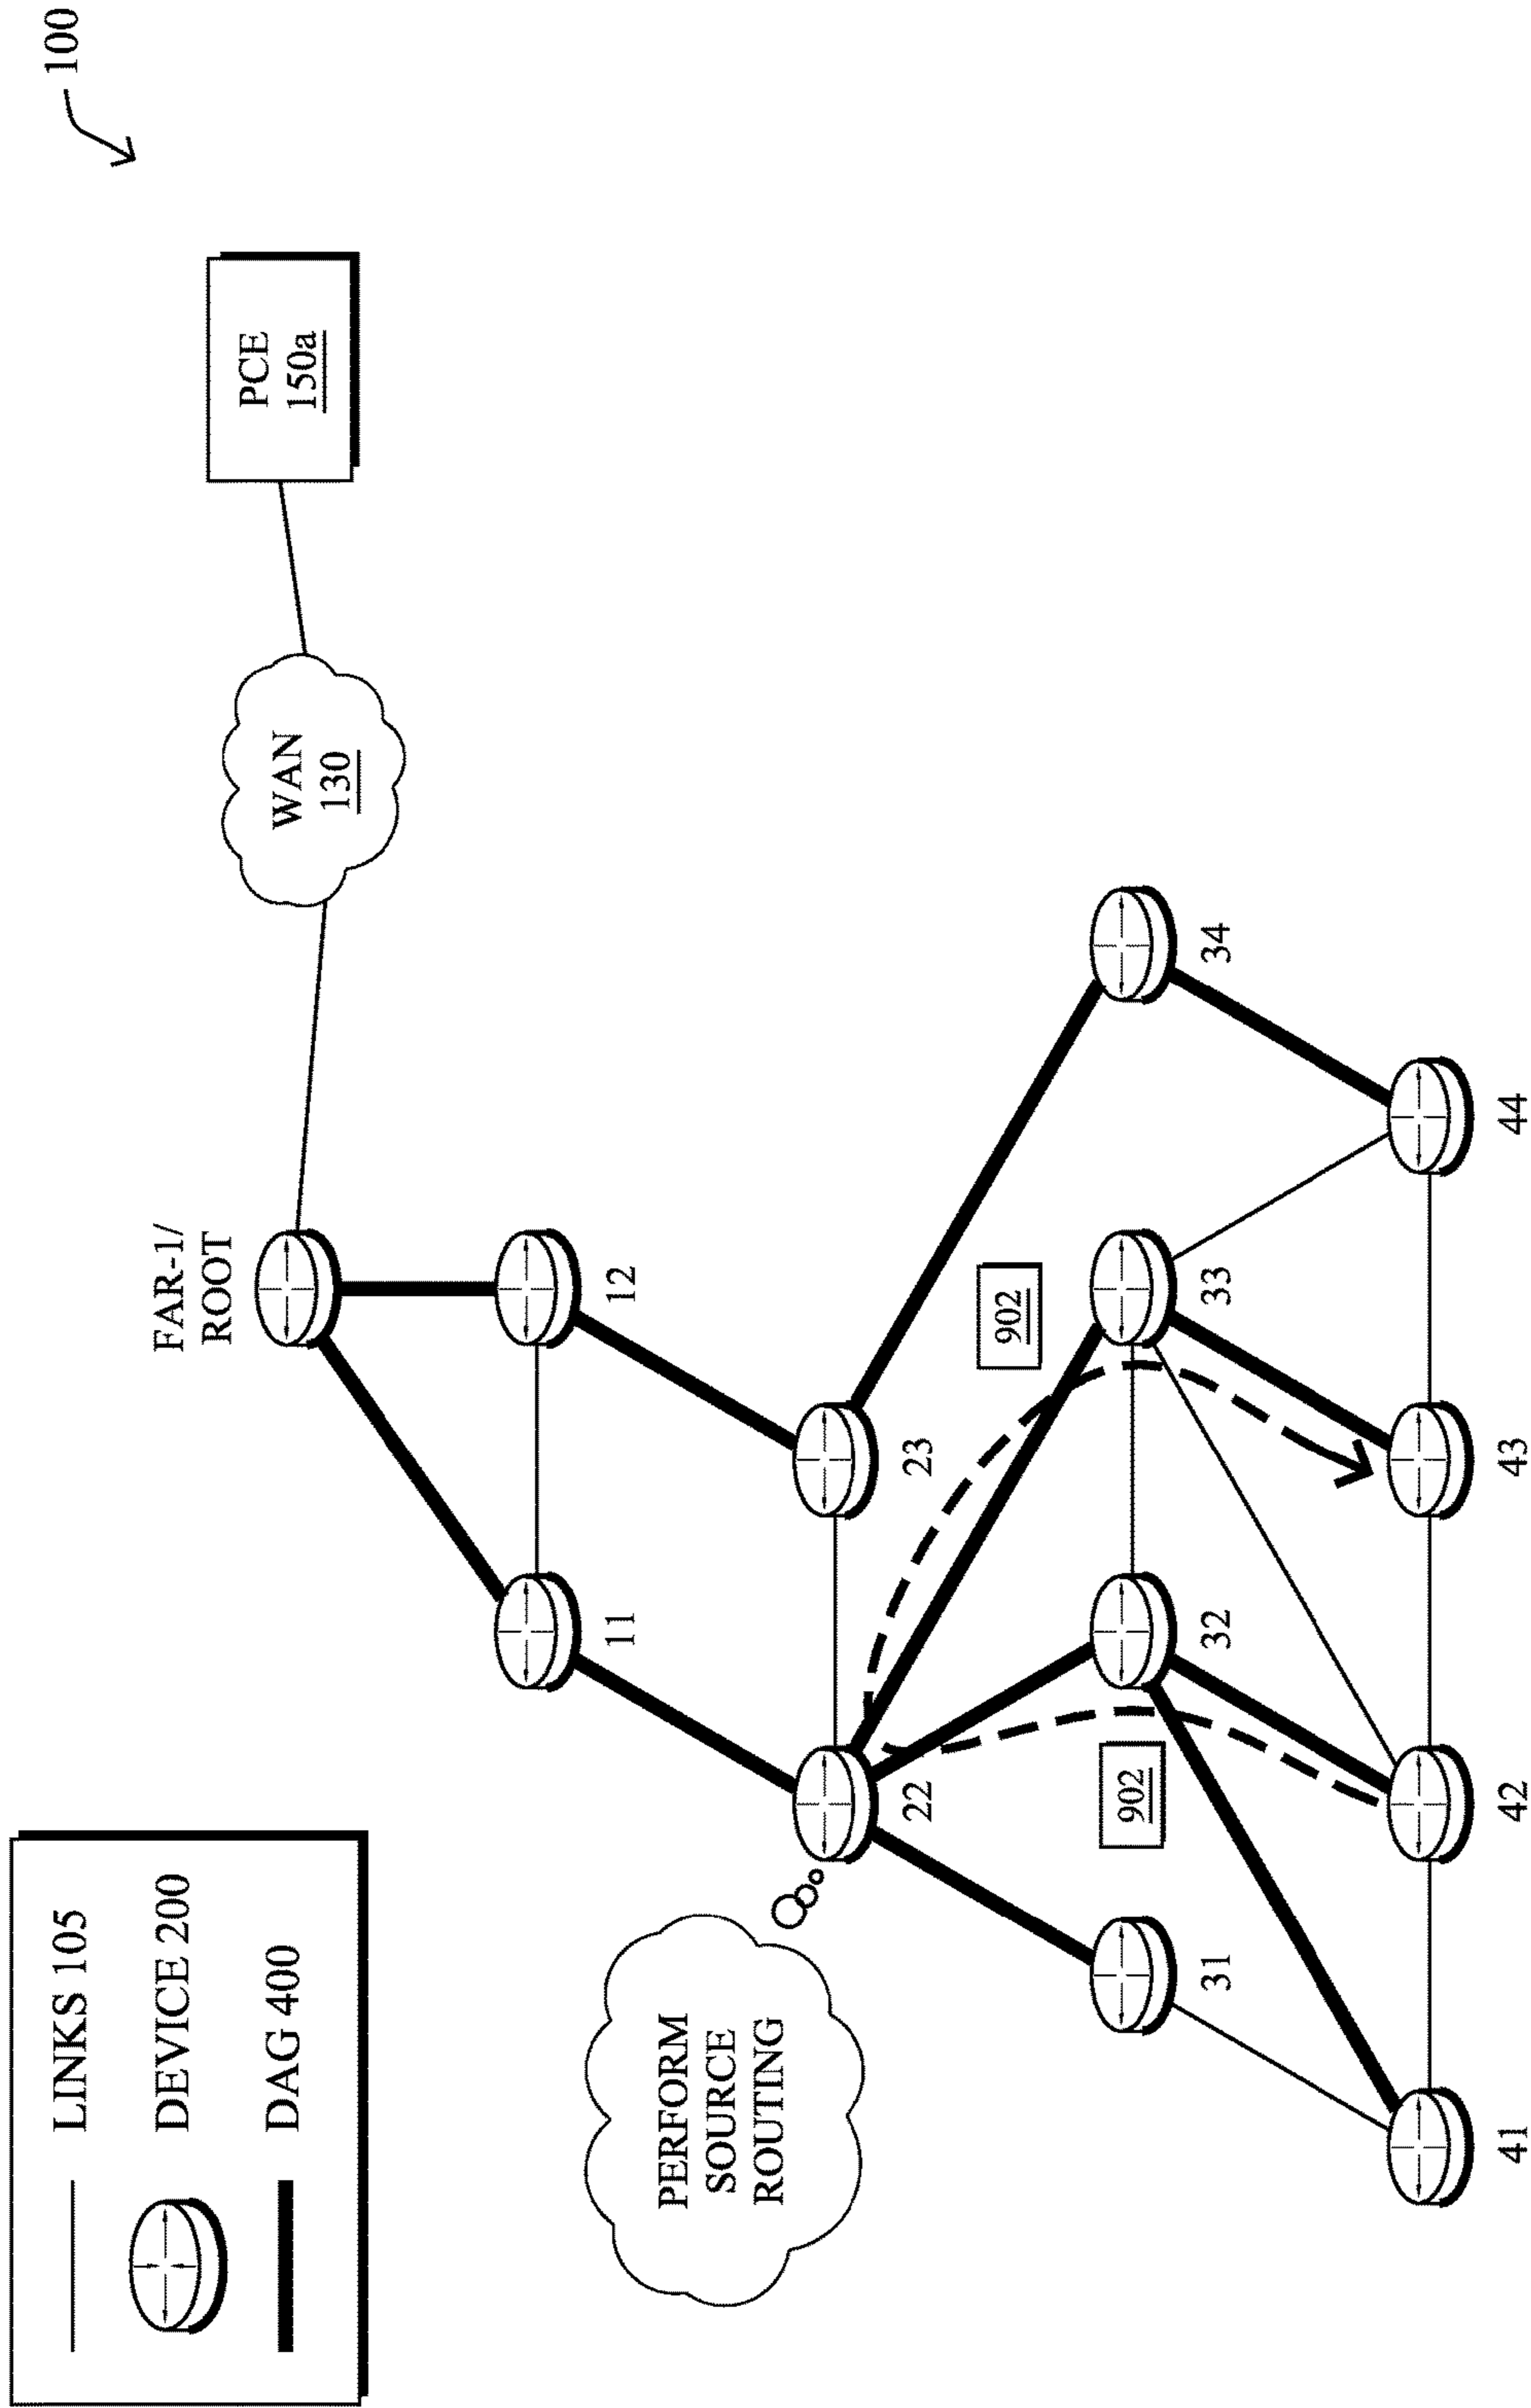 LINKS 105
DEVICE 200
DAG 400
100
PCE
150a
WAN
130
FAR-1/
ROOT
11
12
PERFORM
SOURCE
ROUTING
22
23
902
902
31
32
33
34
41
42
43
44